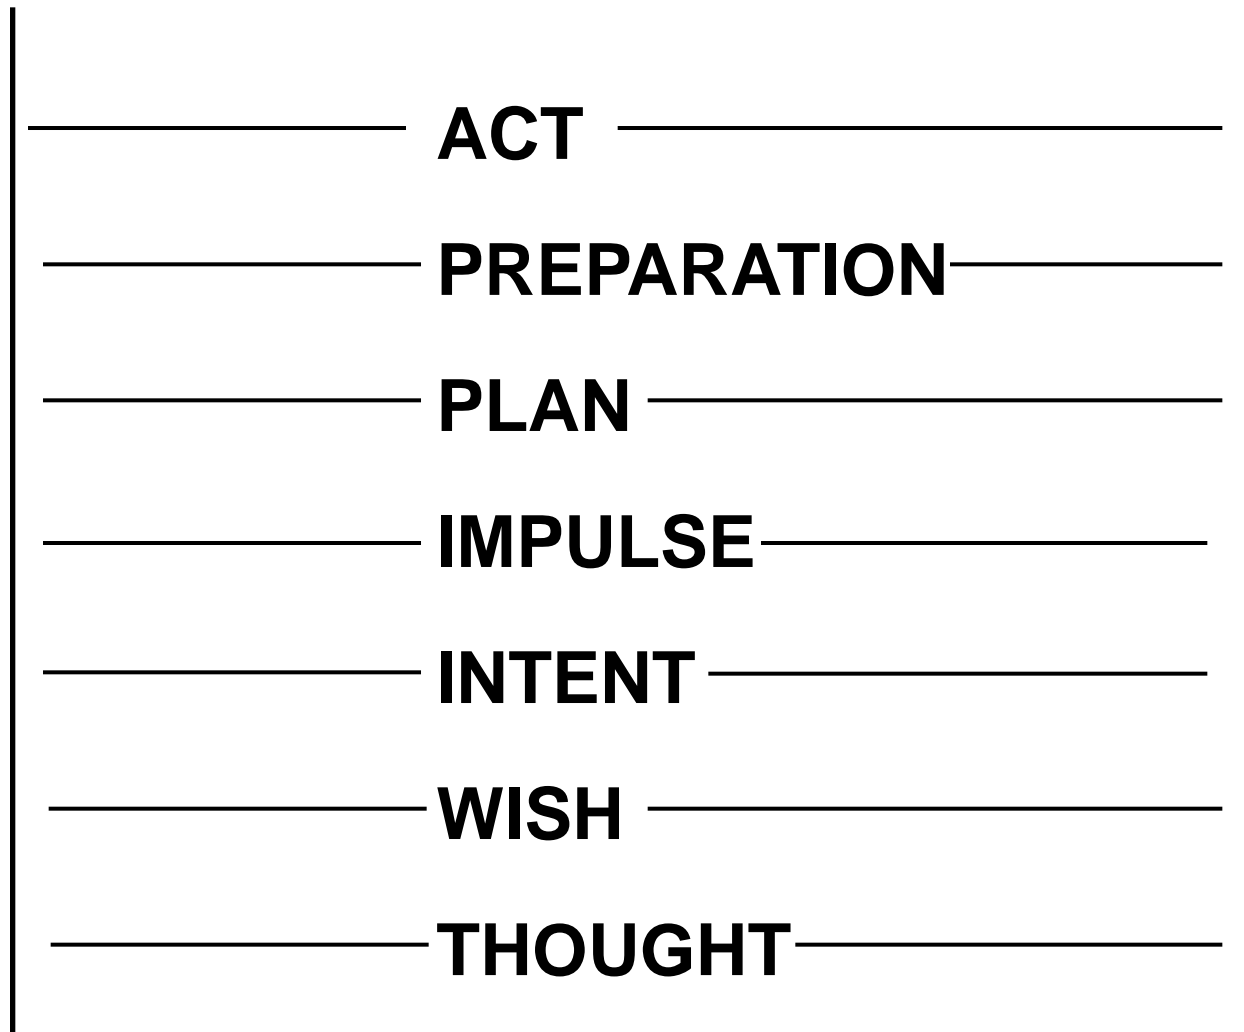 ACT
PREPARATION
PLAN
IMPULSE
INTENT
WISH
THOUGHT